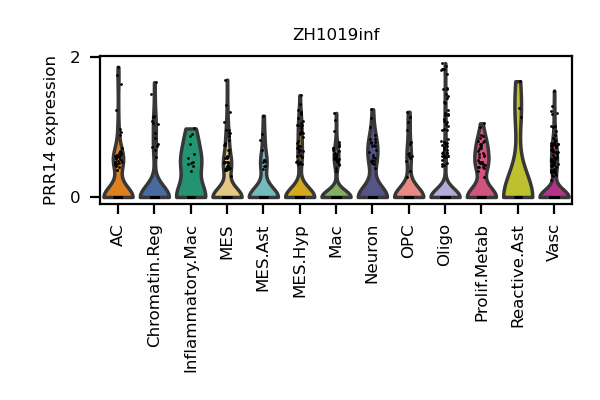 ZH1019inf
PRR14 expression
2
0
AC
Chromatin.Reg
Inflammatory.Mac
MES
MES.Ast
MES.Hyp
Mac
Neuron
OPC
Oligo
Prolif.Metab
Reactive.Ast
Vasc